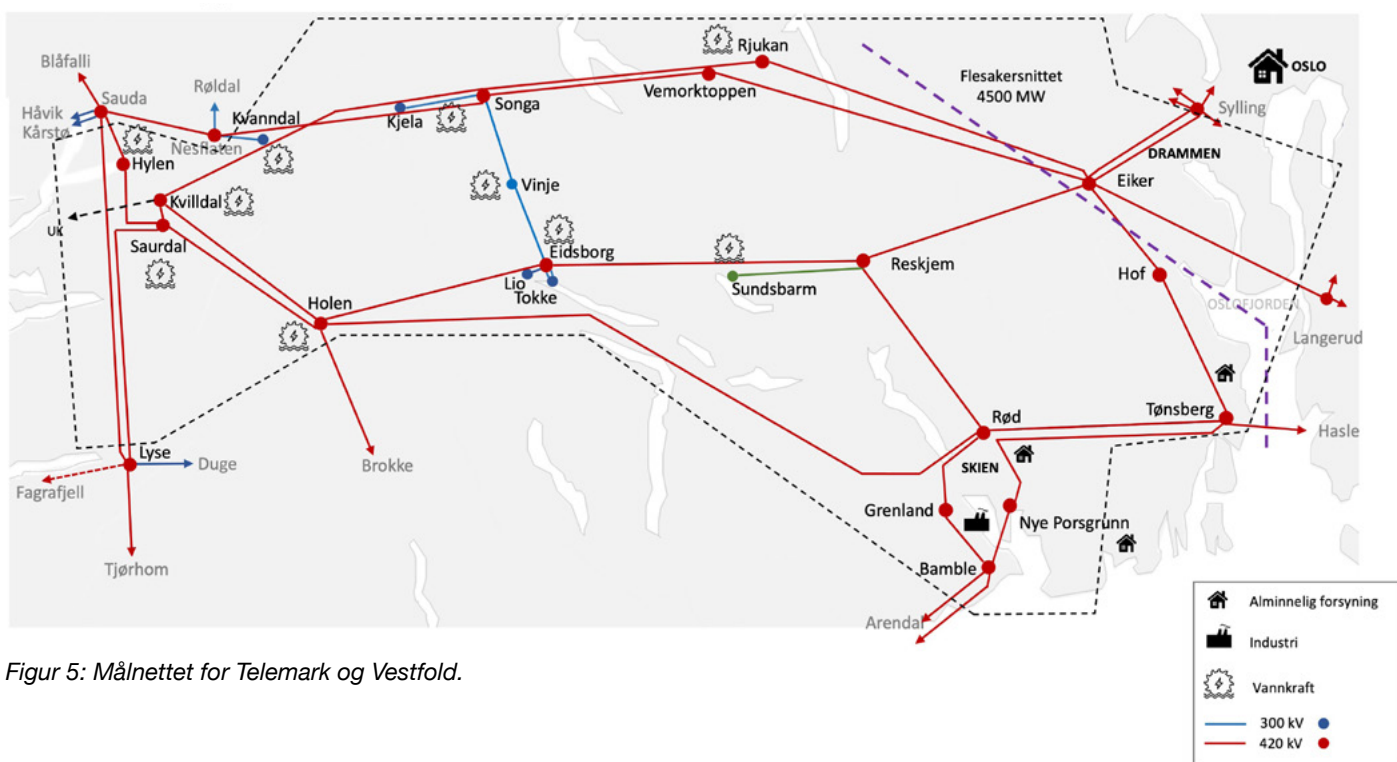 Rjukan
Blåfalli
Flesakersnittet
4500 MW
OSLO
Sauda
Røldal
Vemorktoppen
Håvik
Kårstø
Kvanndal
Kjela
Songa
Sylling
Nesflaten
DRAMMEN
Hylen
Vinje
Eiker
Kvilldal
UK
Saurdal
Eidsborg
Reskjem
Lio
Tokke
Sundsbarm
Hof
Holen
OSLOFJORDEN
Langerud
Rød
Tønsberg
Hasle
Lyse
Duge
Brokke
SKIEN
Fagrafjell
Grenland
Nye Porsgrunn
Tjørhom
Bamble
Arendal
Alminnelig forsyning
Industri
Vannkraft
300 kV
420 kV
Figur 5: Målnettet for Telemark og Vestfold.